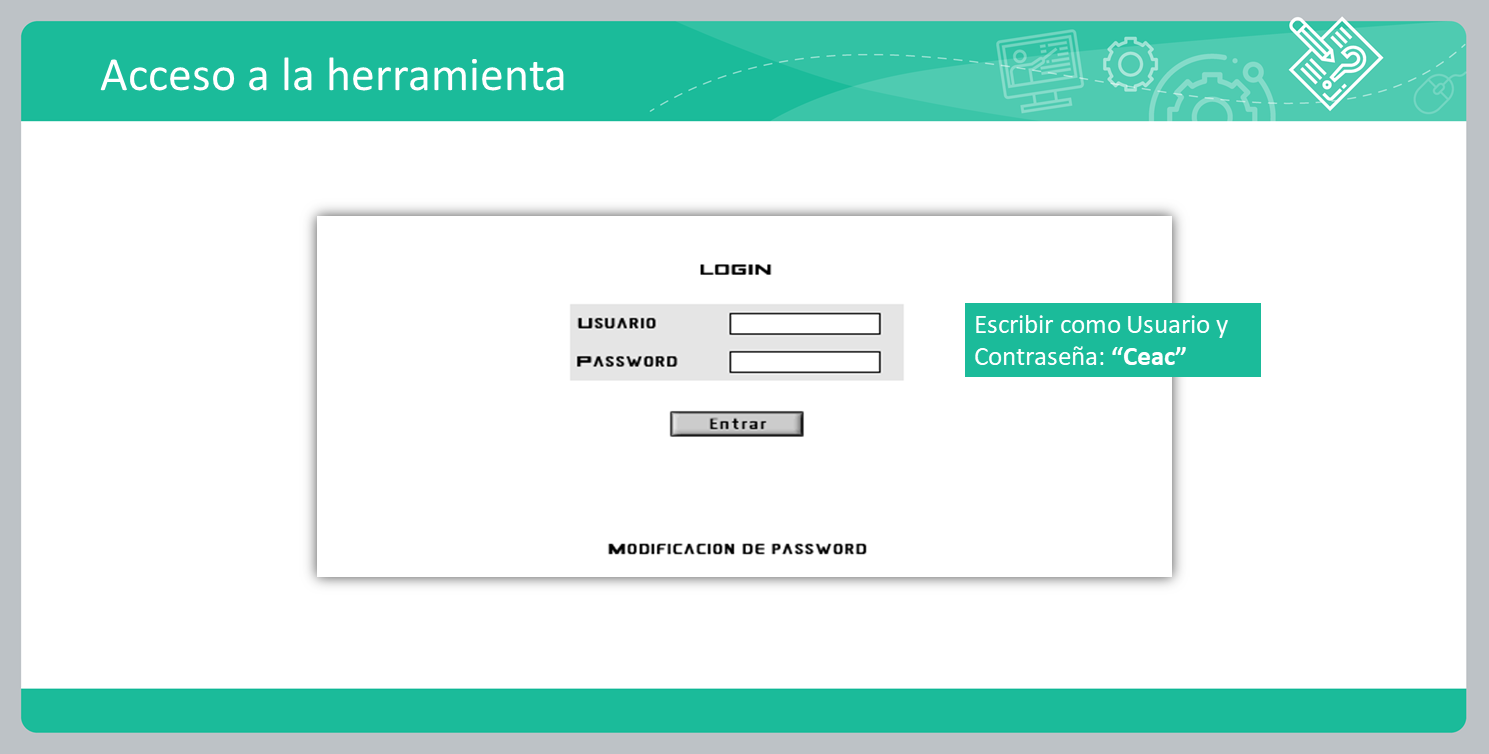 Acceso a la herramienta
LOGIN
USUARIO
PASSWORD
Escribir como Usuario y
Contraseña: “Ceac”
Entrar
MODIFICACION DE PASSWORD